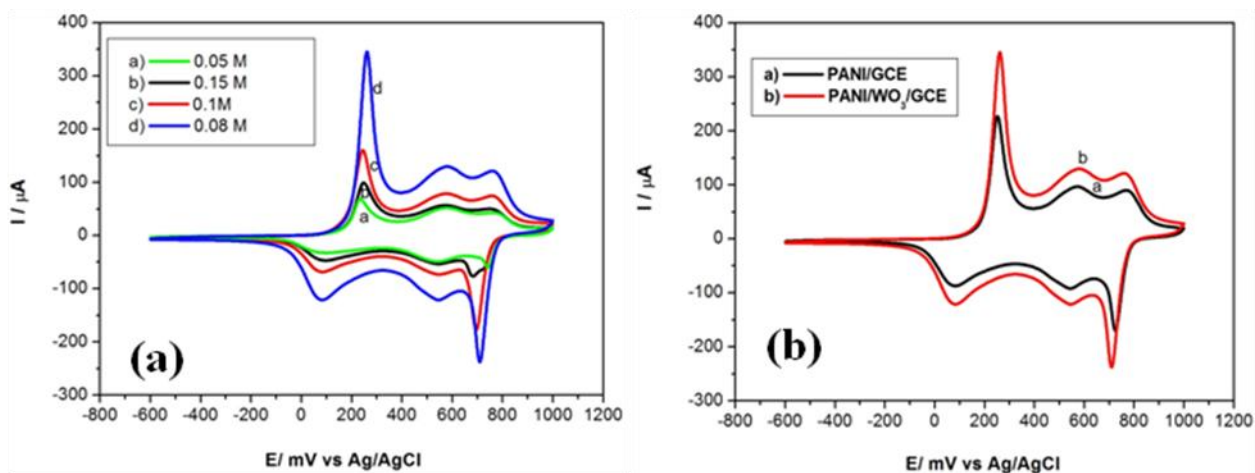 400
300
200
100
0
-100
-200
-300
I / µA
a) 0.05 M
b) 0.15 M
c) 0.1M
d) 0.08 M
d
c
b
a
(a)
-800 -600 -400 -200 0 200 400 600 800 1000 1200
E/ mV vs Ag/AgCl
(b)
400
300
200
100
0
-100
-200
-300
I / µA
a) PANI/GCE
b) PANI/WO₃/GCE
b
a
(b)
-800 -600 -400 -200 0 200 400 600 800 1000 1200
E/ mV vs Ag/AgCl